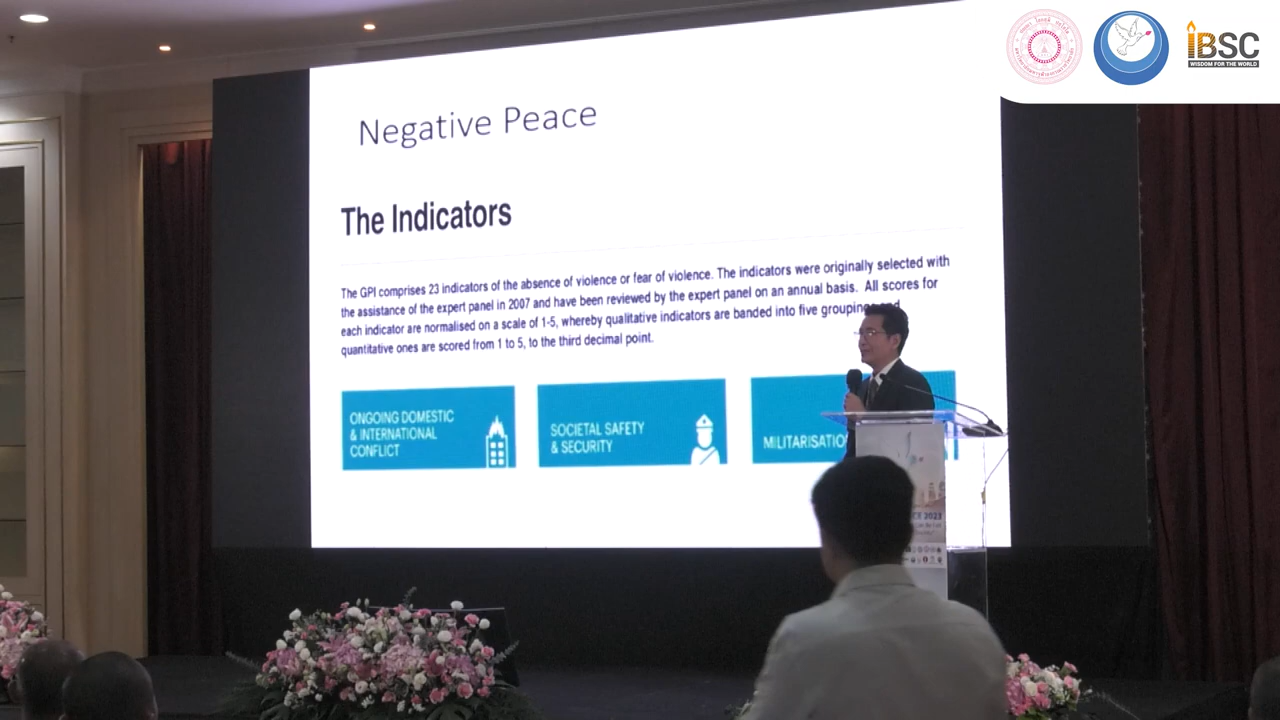 iBSC
WISDOM FOR THE WORLD
Negative Peace
The Indicators
The GPI comprises 23 indicators of the absence of violence or fear of violence. The indicators were originally selected with
the assistance of the expert panel in 2007 and have been reviewed by the expert panel on an annual basis. All scores for
each indicator are normalised on a scale of 1-5, whereby qualitative indicators are banded into five groupings and
quantitative ones are scored from 1 to 5, to the third decimal point.
ONGOING DOMESTIC
& INTERNATIONAL
CONFLICT
SOCIETAL SAFETY
& SECURITY
MILITARISATIO
2023